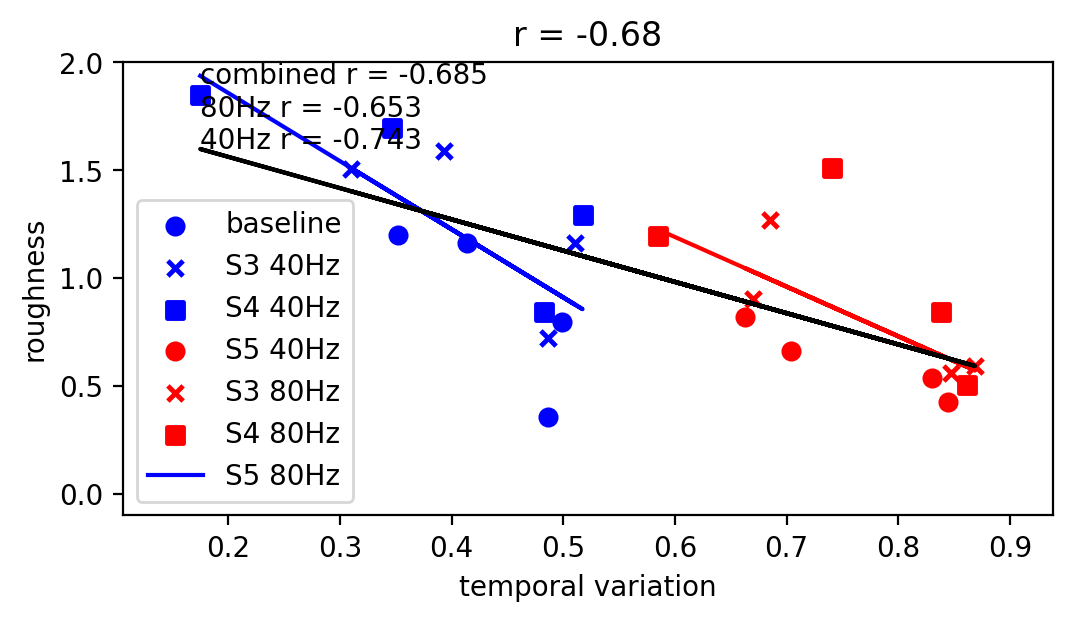 r = -0.68
combined r = -0.685
80Hz r = -0.653
40Hz r = -0.743
roughness
2.0
1.5
1.0
0.5
0.0
baseline
S3 40Hz
S4 40Hz
S5 40Hz
S3 80Hz
S4 80Hz
S5 80Hz
0.2 0.3 0.4 0.5 0.6 0.7 0.8 0.9
temporal variation